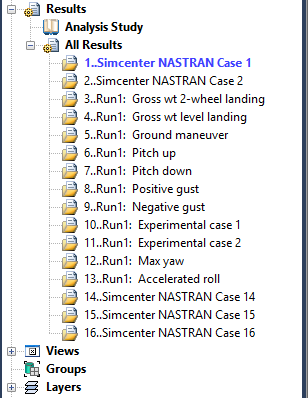 Results
Analysis Study
All Results
1..Simcenter NASTRAN Case 1
2..Simcenter NASTRAN Case 2
3..Run1: Gross wt 2-wheel landing
4..Run1: Gross wt level landing
5..Run1: Ground maneuver
6..Run1: Pitch up
7..Run1: Pitch down
8..Run1: Positive gust
9..Run1: Negative gust
10..Run1: Experimental case 1
11..Run1: Experimental case 2
12..Run1: Max yaw
13..Run1: Accelerated roll
14..Simcenter NASTRAN Case 14
15..Simcenter NASTRAN Case 15
16..Simcenter NASTRAN Case 16
Views
Groups
Layers